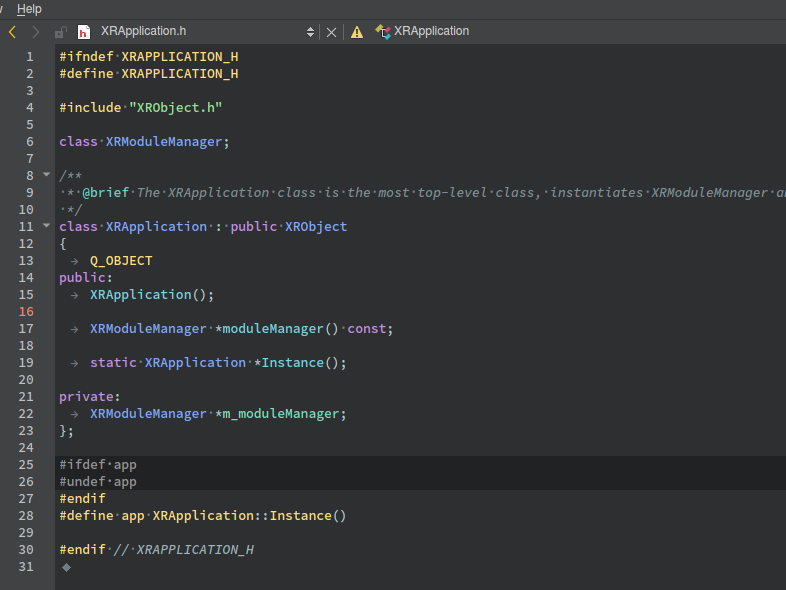 Help
XRApplication.h
XRApplication
1 #ifndef XRAPPLICATION_H
2 #define XRAPPLICATION_H
3
4 #include "XRObject.h"
5
6 class XRModuleManager;
7
8 /**
9 * @brief The XRApplication class is the most top-level class, instantiates XRModuleManager
10 */
11 class XRApplication : public XRObject
12 {
13 Q_OBJECT
14 public:
15 XRApplication();
16
17 XRModuleManager *moduleManager() const;
18
19 static XRApplication *Instance();
20
21 private:
22 XRModuleManager *m_moduleManager;
23 };
24
25 #ifdef app
26 #undef app
27 #endif
28 #define app XRApplication::Instance()
29
30 #endif // XRAPPLICATION_H
31